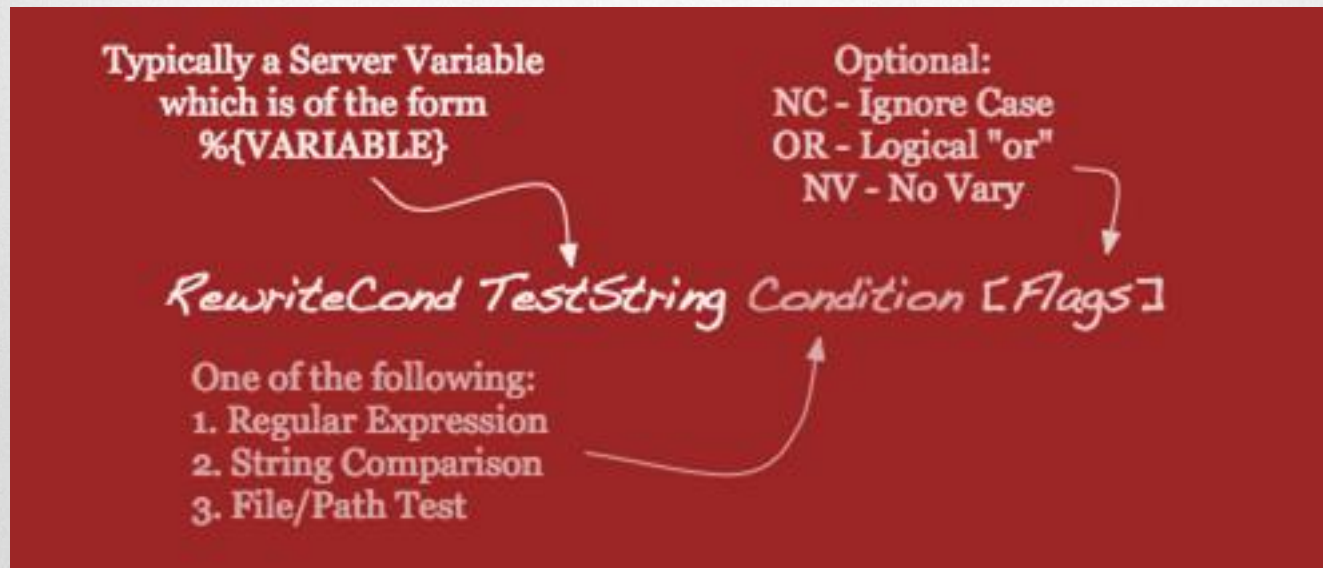 Typically a Server Variable
which is of the form
%{VARIABLE}
Optional:
NC - Ignore Case
OR - Logical "or"
NV - No Vary
RewriteCond TestString Condition [Flags]
One of the following:
1. Regular Expression
2. String Comparison
3. File/Path Test